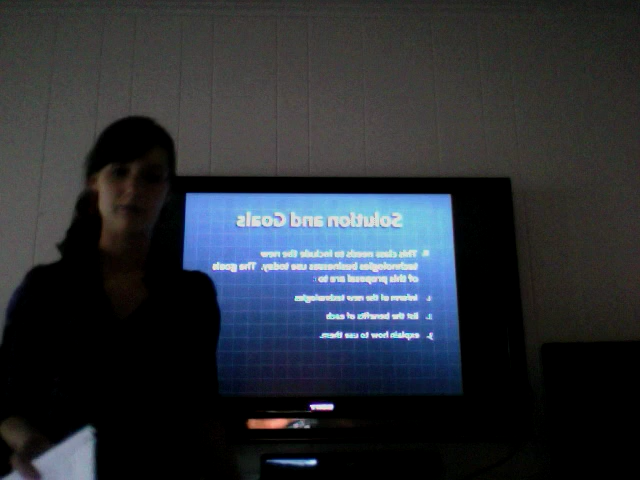 Solution and Goals
This class needs to include the new
technologies businesses use today. The goals
of this proposal are to :
1. inform of the new technologies
2. list the benefits of each
3. explain how to use them.
SONY